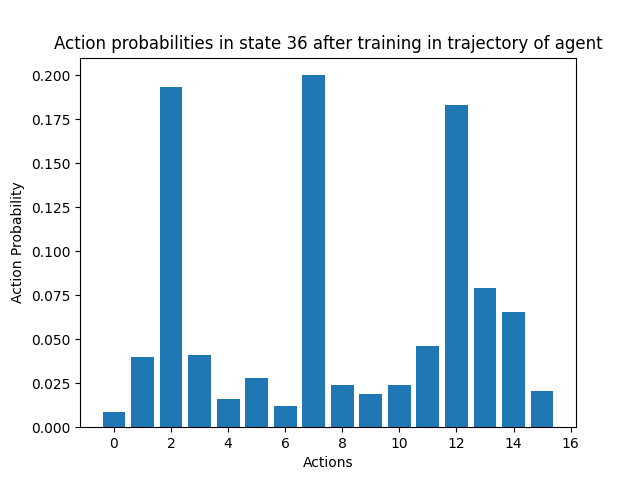 Action probabilities in state 36 after training in trajectory of agent
0.200
0.175
0.150
0.125
0.100
0.075
0.050
0.025
0.000
Action Probability
0 2 4 6 8 10 12 14 16
Actions